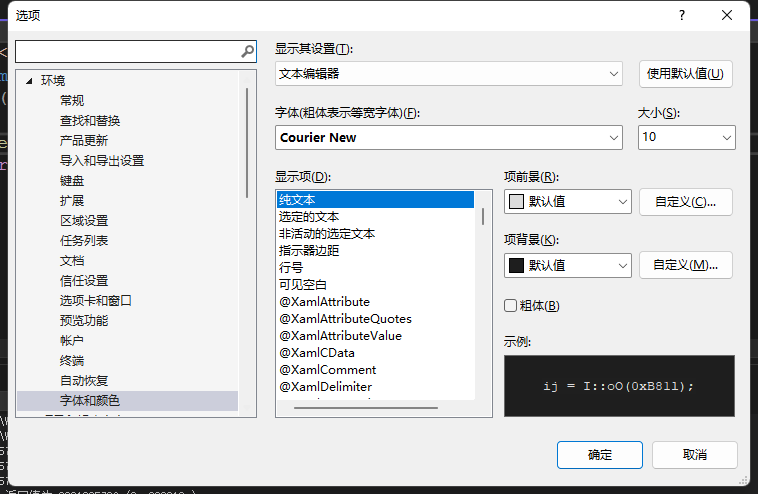 选项
?
显示其设置(T):
文本编辑器
使用默认值(U)
字体(粗体表示等宽字体)(F):
大小(S):
Courier New
10
环境
常规
查找和替换
产品更新
导入和导出设置
键盘
扩展
区域设置
任务列表
文档
信任设置
选项卡和窗口
预览功能
帐户
终端
自动恢复
字体和颜色
显示项(D):
纯文本
选定的文本
非活动的选定文本
指示器边距
行号
可见空白
@XamlAttribute
@XamlAttributeQuotes
@XamlAttributeValue
@XamlCData
@XamlComment
@XamlDelimiter
项前景(R):
默认值
自定义(C)...
项背景(K):
默认值
自定义(M)...
粗体(B)
示例:
ij = I::oO(0xB81l);
确定
取消